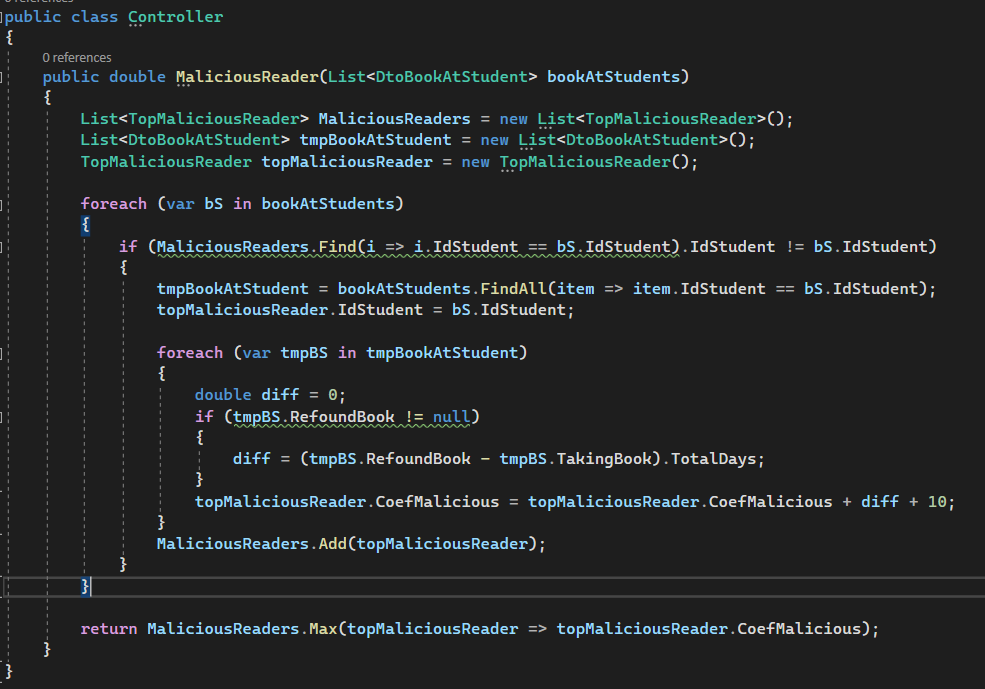 public class Controller
{
0 references
public double MaliciousReader(List<DtoBookAtStudent> bookAtStudents)
{
List<TopMaliciousReader> MaliciousReaders = new List<TopMaliciousReader>();
List<DtoBookAtStudent> tmpBookAtStudent = new List<DtoBookAtStudent>();
TopMaliciousReader topMaliciousReader = new TopMaliciousReader();
foreach (var bS in bookAtStudents)
{
if (MaliciousReaders.Find(i => i.IdStudent == bS.IdStudent).IdStudent != bS.IdStudent)
{
tmpBookAtStudent = bookAtStudents.FindAll(item => item.IdStudent == bS.IdStudent);
topMaliciousReader.IdStudent = bS.IdStudent;
foreach (var tmpBS in tmpBookAtStudent)
{
double diff = 0;
if (tmpBS.RefoundBook != null)
{
diff = (tmpBS.RefoundBook - tmpBS.TakingBook).TotalDays;
}
topMaliciousReader.CoefMalicious = topMaliciousReader.CoefMalicious + diff + 10;
}
MaliciousReaders.Add(topMaliciousReader);
}
}
return MaliciousReaders.Max(topMaliciousReader => topMaliciousReader.CoefMalicious);
}
}